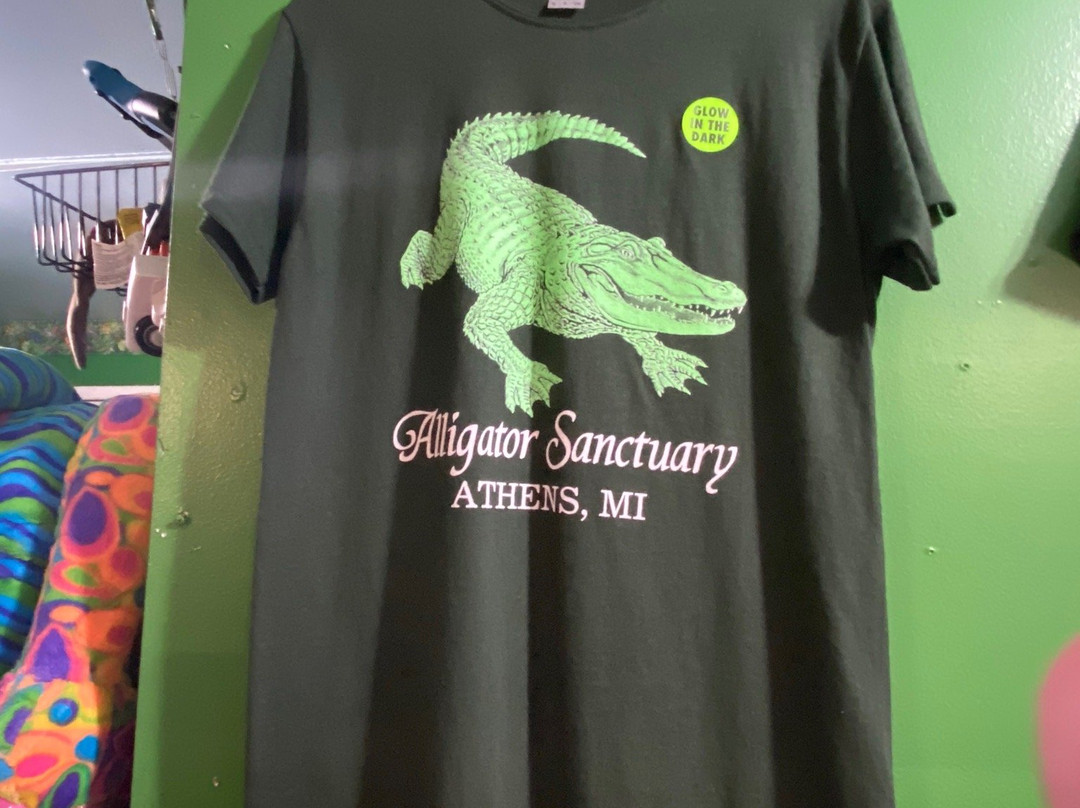 GLOW
IN THE
DARK
Alligator Sanctuary
ATHENS, MI